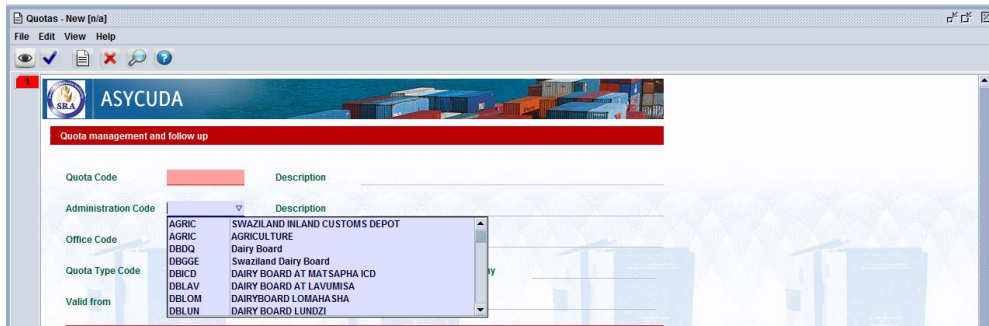 Quotas - New [n/a]
File Edit View Help
1
SRA ASYCUDA
Quota management and follow up
Quota Code Description
Administration Code Description
AGRIC SWAZILAND INLAND CUSTOMS DEPOT
Office Code AGRIC AGRICULTURE
DBDQ Dairy Board
DBGGE Swaziland Dairy Board
Quota Type Code DBICD DAIRY BOARD AT MATSAPHA ICD
DBLAV DAIRY BOARD AT LAVUMISA
Valid from DBLOM DAIRYBOARD LOMAHASHA
DBLUN DAIRY BOARD LUNDZI